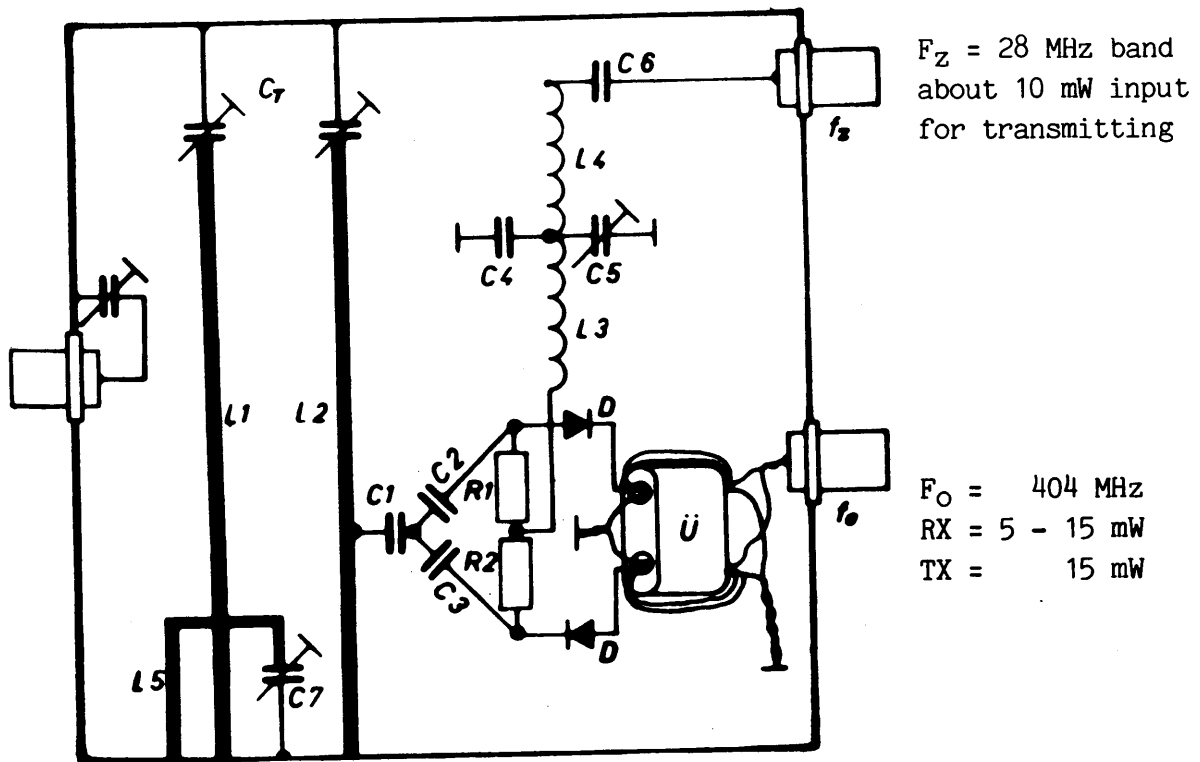 C6
F_Z = 28 MHz band
about 10 mW input
for transmitting
f_z
C_T
L4
C4
C5
L3
L1
L2
D
C2
C1
R1
Ü
R2
C3
D
f_o
F_O = 404 MHz
RX = 5 - 15 mW
TX = 15 mW
L5
C7